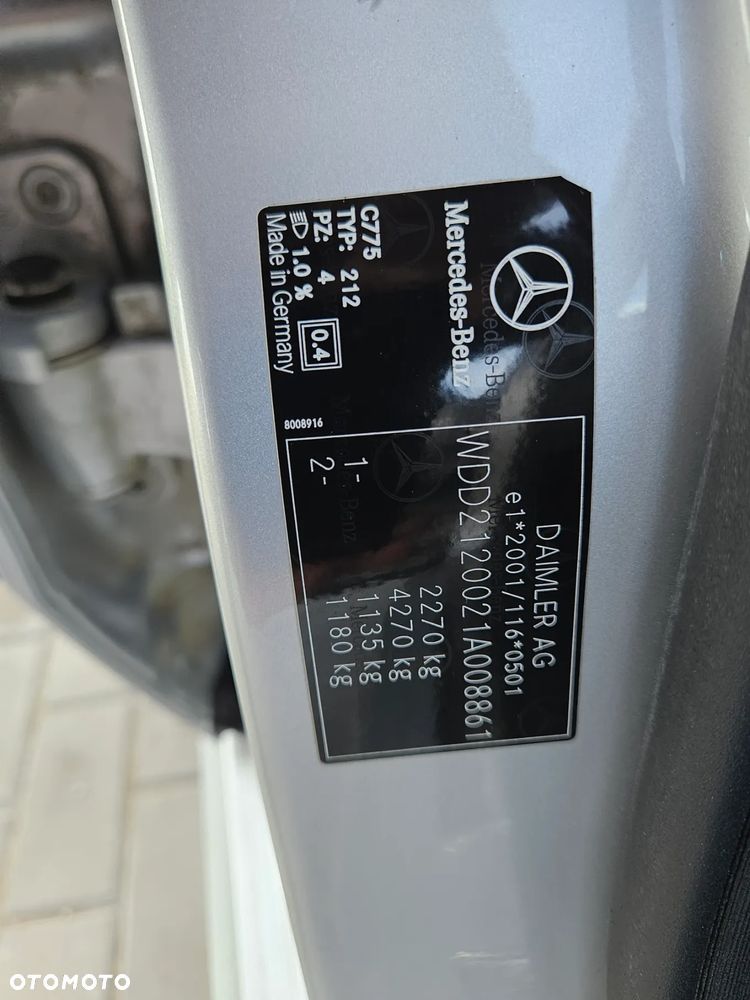 Mercedes-Benz
C775
TYP: 212
PZ: 4
1.0 %
0.4
Made in Germany
8008916
DAIMLER AG
e1*2001/116*0501
WDD2120021A008861
2270 kg
4270 kg
1- 1135 kg
2- 1180 kg
OTOMOTO